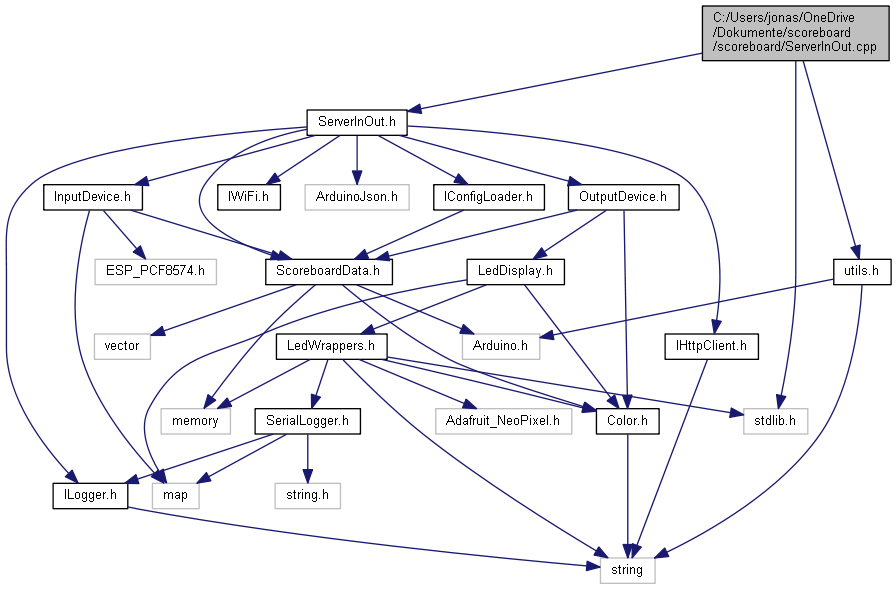 C:/Users/jonas/OneDrive
/Dokumente/scoreboard
/scoreboard/ServerInOut.cpp
ServerInOut.h
InputDevice.h
IWiFi.h
ArduinoJson.h
IConfigLoader.h
OutputDevice.h
ESP_PCF8574.h
ScoreboardData.h
LedDisplay.h
utils.h
vector
LedWrappers.h
Arduino.h
IHttpClient.h
memory
SerialLogger.h
Adafruit_NeoPixel.h
Color.h
stdlib.h
ILogger.h
map
string.h
string